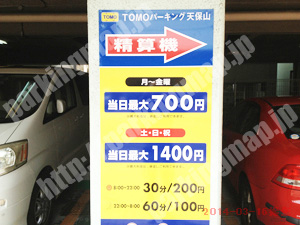 TOMO TOMOパーキング天保山
精算機
月〜金曜
当日最大700円
土・日・祝
当日最大1400円
8:00-22:00 30分/200円
22:00-8:00 60分/100円